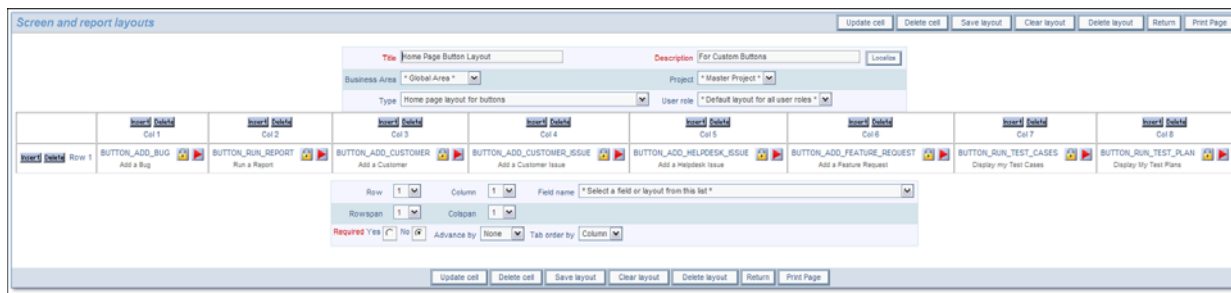 Screen and report layouts Update cell Delete cell Save layout Clear layout Delete layout Return Print Page
Title Home Page Button Layout Description For Custom Buttons Localize
Business Area * Global Area * Project * Master Project *
Type Home page layout for buttons User role * Default layout for all user roles *
Insert Delete Insert Delete Insert Delete Insert Delete Insert Delete Insert Delete Insert Delete Insert Delete
Col 1 Col 2 Col 3 Col 4 Col 5 Col 6 Col 7 Col 8
Insert Delete Row 1 BUTTON_ADD_BUG BUTTON_RUN_REPORT BUTTON_ADD_CUSTOMER BUTTON_ADD_CUSTOMER_ISSUE BUTTON_ADD_HELPDESK_ISSUE BUTTON_ADD_FEATURE_REQUEST BUTTON_RUN_TEST_CASES BUTTON_RUN_TEST_PLAN
Add a Bug Run a Report Add a Customer Add a Customer Issue Add a Helpdesk Issue Add a Feature Request Display my Test Cases Display My Test Plans
Row 1 Column 1 Field name * Select a field or layout from this list *
Rowspan 1 Colspan 1
Required Yes No Advance by None Tab order by Column
Update cell Delete cell Save layout Clear layout Delete layout Return Print Page